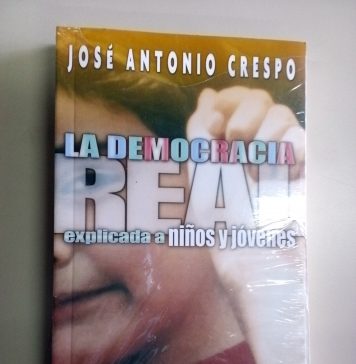 JOSÉ ANTONIO CRESPO
LA DEMOCRACIA
REAL
explicada a niños y jóvenes